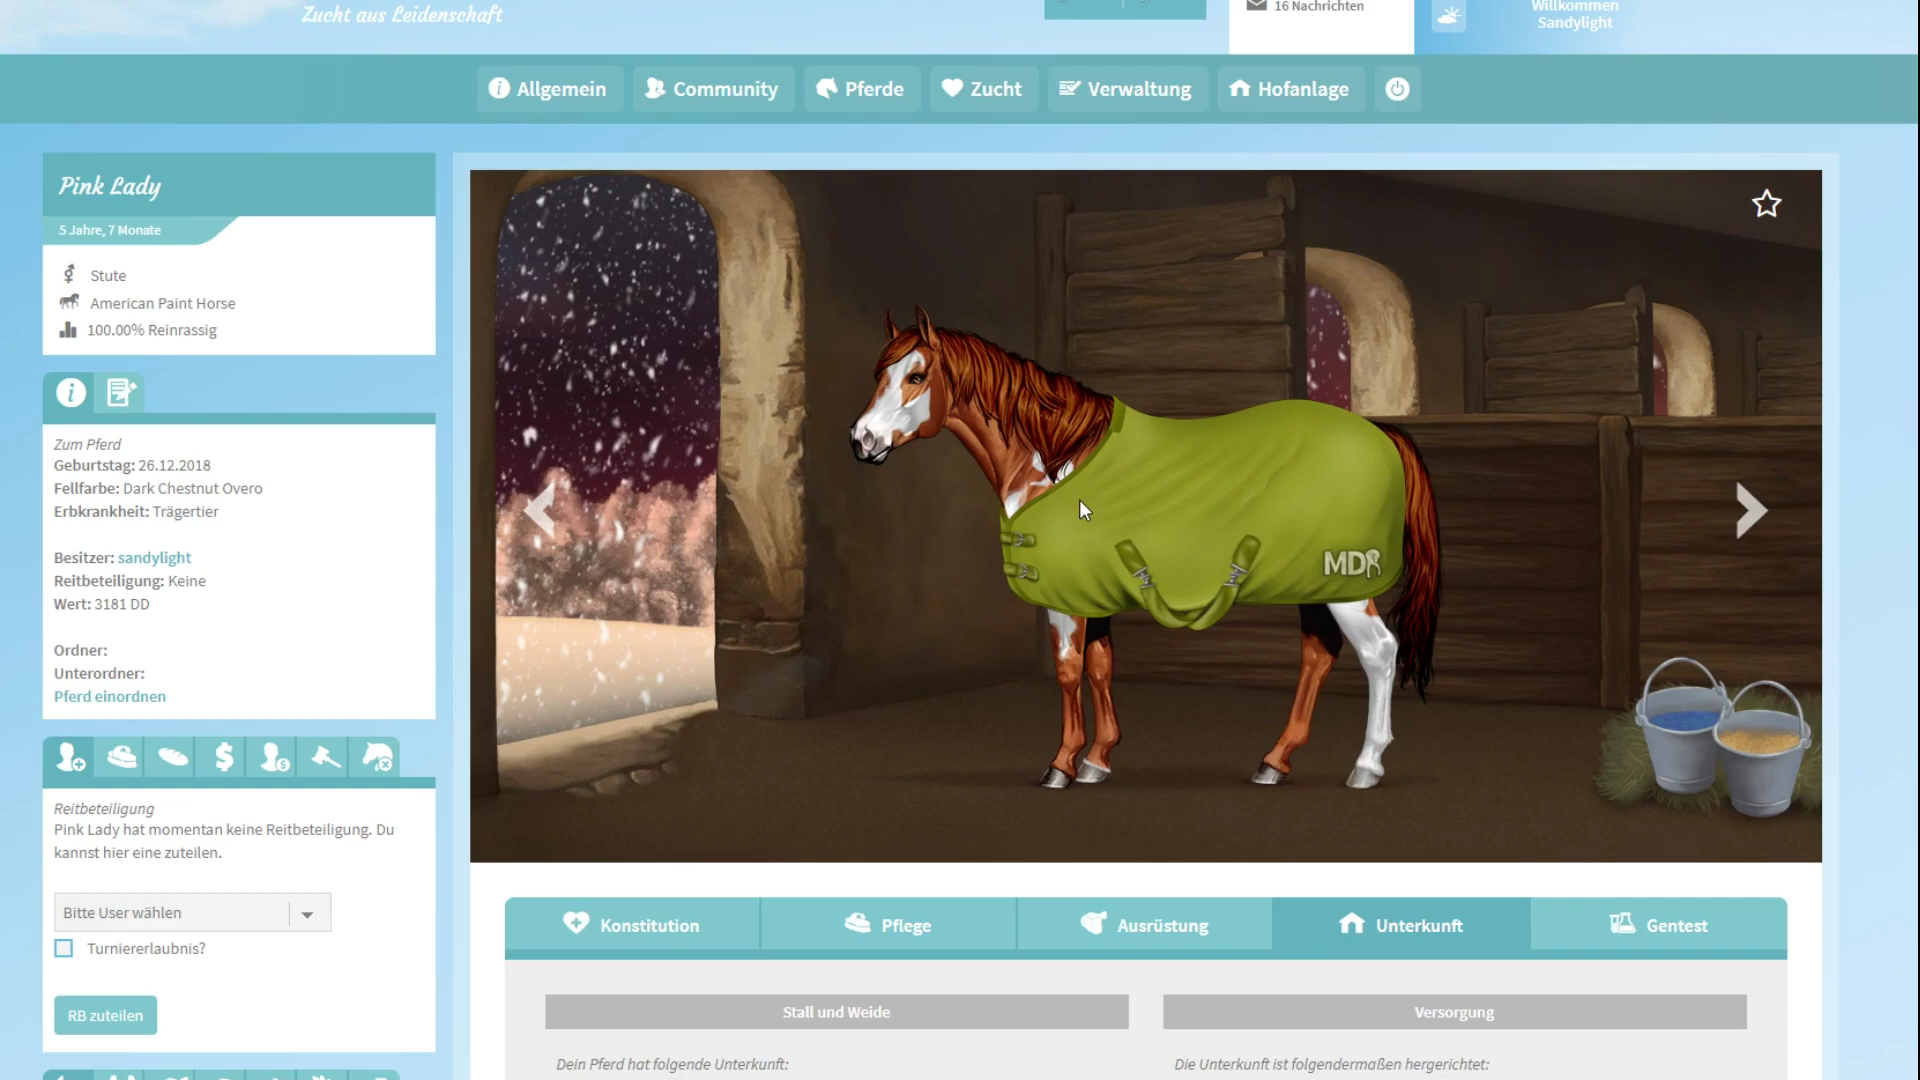 Zucht aus Leidenschaft
16 Nachrichten
Willkommen
Sandylight
Allgemein
Community
Pferde
Zucht
Verwaltung
Hofanlage
Pink Lady
5 Jahre, 7 Monate
Stute
American Paint Horse
100.00% Reinrassig
Zum Pferd
Geburtstag: 26.12.2018
Fellfarbe: Dark Chestnut Overo
Erbkrankheit: Trägertier
Besitzer: sandylight
Reitbeteiligung: Keine
Wert: 3181 DD
Ordner:
Unterordner:
Pferd einordnen
Reitbeteiligung
Pink Lady hat momentan keine Reitbeteiligung. Du
kannst hier eine zuteilen.
Bitte User wählen
Turniererlaubnis?
RB zuteilen
MDR
Konstitution
Pflege
Ausrüstung
Unterkunft
Gentest
Stall und Weide
Versorgung
Dein Pferd hat folgende Unterkunft:
Die Unterkunft ist folgendermaßen hergerichtet: